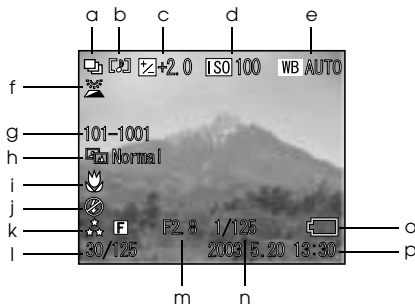 a b c d e
+2.0 ISO 100 WB AUTO
f
g 101-1001
h Normal
i
j
k F F2.8 1/125 o
l 30/125 2003 5.20 13:30 p
m n